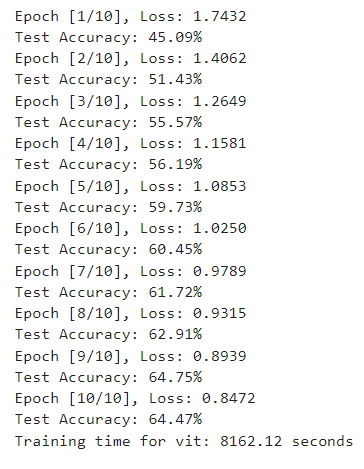 Epoch [1/10], Loss: 1.7432
Test Accuracy: 45.09%
Epoch [2/10], Loss: 1.4062
Test Accuracy: 51.43%
Epoch [3/10], Loss: 1.2649
Test Accuracy: 55.57%
Epoch [4/10], Loss: 1.1581
Test Accuracy: 56.19%
Epoch [5/10], Loss: 1.0853
Test Accuracy: 59.73%
Epoch [6/10], Loss: 1.0250
Test Accuracy: 60.45%
Epoch [7/10], Loss: 0.9789
Test Accuracy: 61.72%
Epoch [8/10], Loss: 0.9315
Test Accuracy: 62.91%
Epoch [9/10], Loss: 0.8939
Test Accuracy: 64.75%
Epoch [10/10], Loss: 0.8472
Test Accuracy: 64.47%
Training time for vit: 8162.12 seconds